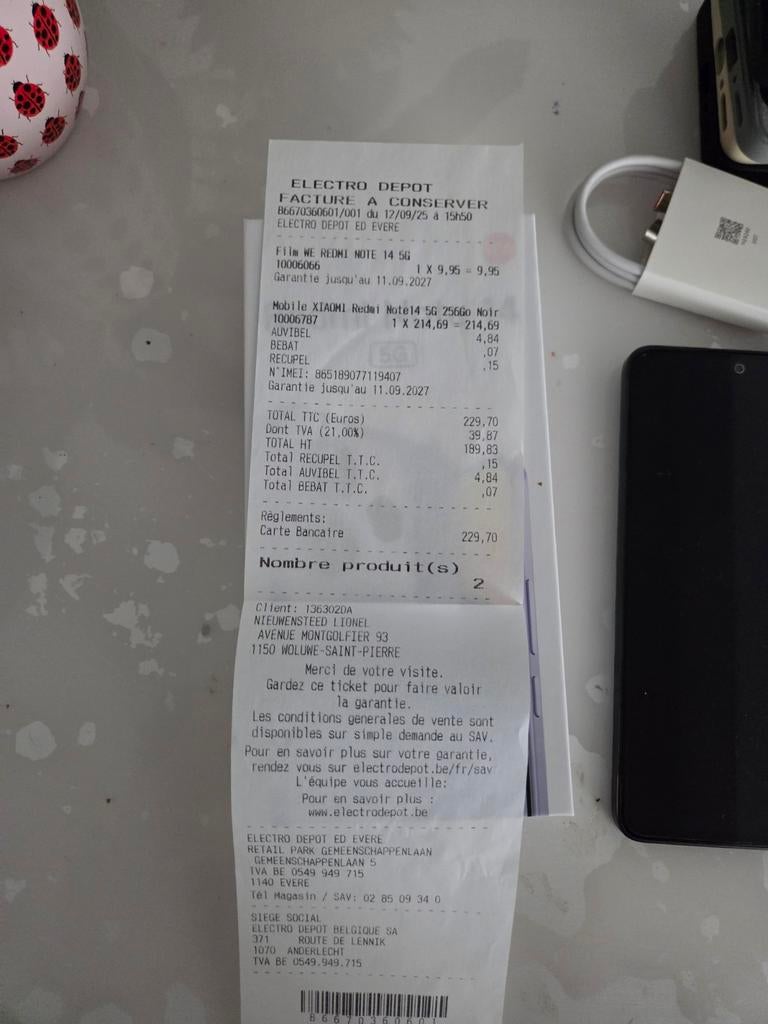 ELECTRO DEPOT
FACTURE A CONSERVER
B6670360601/001 du 12/09/25 à 15h50
ELECTRO DEPOT ED EVERE
Film WE REDMI NOTE 14 5G
10006066 1 X 9,95 = 9,95
Garantie jusqu'au 11.09.2027
Mobile XIAOMI Redmi Note14 5G 256Go Noir
10006787 1 X 214,69 = 214,69
AUVIBEL 4,84
BEBAT ,07
RECUPEL ,15
N°IMEI: 865189077119407
Garantie jusqu'au 11.09.2027
TOTAL TTC (Euros) 229,70
Dont TVA (21,00%) 39,87
TOTAL HT 189,83
Total RECUPEL T.T.C. ,15
Total AUVIBEL T.T.C. 4,84
Total BEBAT T.T.C. ,07
Règlements:
Carte Bancaire 229,70
Nombre produit(s)
2
Client: 1363020A
NIEUWENSTEED LIONEL
AVENUE MONTGOLFIER 93
1150 WOLUWE-SAINT-PIERRE
Merci de votre visite.
Gardez ce ticket pour faire valoir
la garantie.
Les conditions generales de vente sont
disponibles sur simple demande au SAV.
Pour en savoir plus sur votre garantie,
rendez vous sur electrodepot.be/fr/sav
L'équipe vous accueille:
Pour en savoir plus :
www.electrodepot.be
ELECTRO DEPOT ED EVERE
RETAIL PARK GEMEENSCHAPPENLAAN
GEMEENSCHAPPENLAAN 5
TVA BE 0549 949 715
1140 EVERE
Tél Magasin / SAV: 02 85 09 34 0
SIEGE SOCIAL
ELECTRO DEPOT BELGIQUE SA
371 ROUTE DE LENNIK
1070 ANDERLECHT
TVA BE 0549.949.715
B6670360601